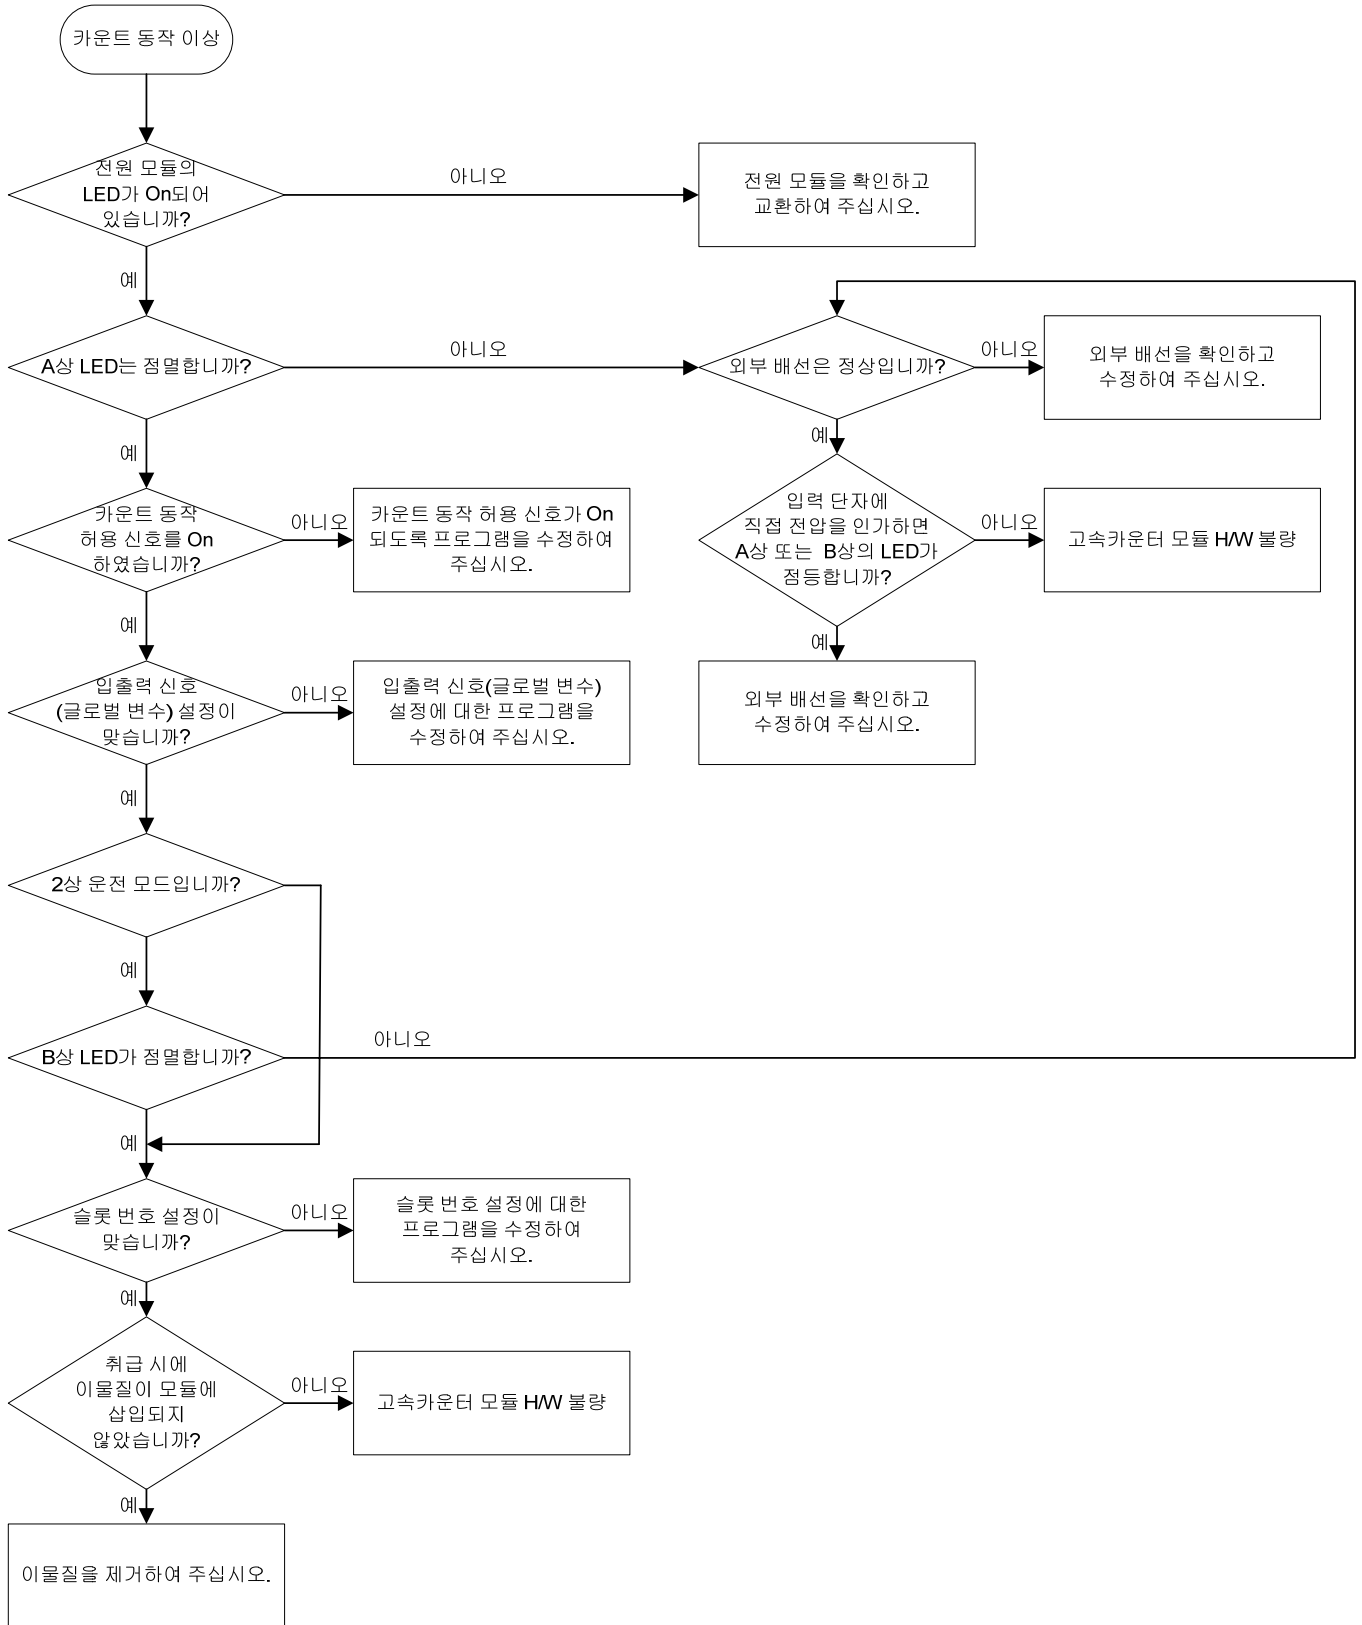 카운트 동작 이상
전원 모듈의
LED가 On되어
있습니까?
아니오
전원 모듈을 확인하고
교환하여 주십시오.
예
A상 LED는 점멸합니까?
아니오
외부 배선은 정상입니까?
아니오
외부 배선을 확인하고
수정하여 주십시오.
예
예
카운트 동작
허용 신호를 On
하였습니까?
아니오
카운트 동작 허용 신호가 On
되도록 프로그램을 수정하여
주십시오.
입력 단자에
직접 전압을 인가하면
A상 또는 B상의 LED가
점등합니까?
아니오
고속카운터 모듈 H/W 불량
예
예
입출력 신호
(글로벌 변수) 설정이
맞습니까?
아니오
입출력 신호(글로벌 변수)
설정에 대한 프로그램을
수정하여 주십시오.
외부 배선을 확인하고
수정하여 주십시오.
예
2상 운전 모드입니까?
예
B상 LED가 점멸합니까?
아니오
예
슬롯 번호 설정이
맞습니까?
아니오
슬롯 번호 설정에 대한
프로그램을 수정하여
주십시오.
예
취급 시에
이물질이 모듈에
삽입되지
않았습니까?
아니오
고속카운터 모듈 H/W 불량
예
이물질을 제거하여 주십시오.